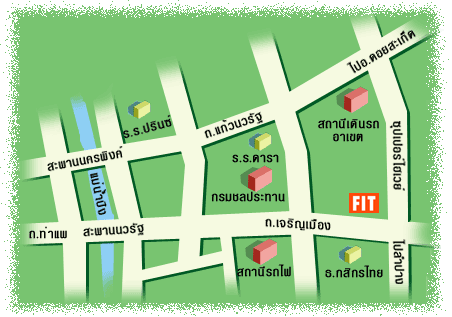 ไปอ.ดอยสะเก็ด
ร.ร.ปรินซ์
ถ.แก้วนวรัฐ
สถานีเดินรถ
อาเขต
สะพานนครพิงค์
ร.ร.ดารา
ซุปเปอร์ไฮเวย์
แม่น้ำปิง
กรมชลประทาน
FIT
ถ.ท่าแพ
สะพานนวรัฐ
ถ.เจริญเมือง
ไปลำปาง
สถานีรถไฟ
ธ.กสิกรไทย